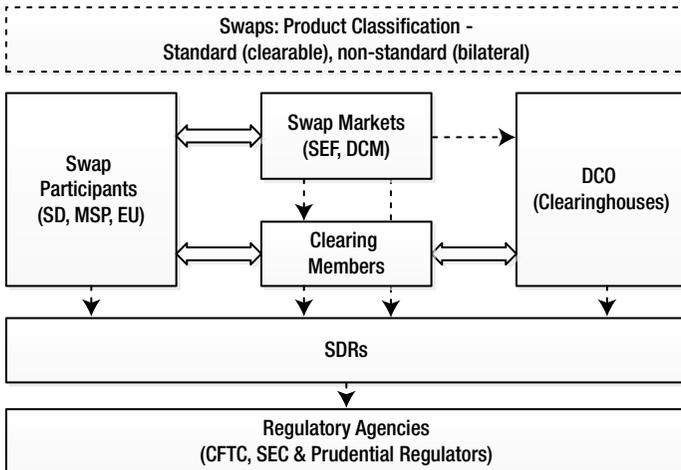 Swaps: Product Classification -
Standard (clearable), non-standard (bilateral)
Swap
Participants
(SD, MSP, EU)
Swap Markets
(SEF, DCM)
DCO
(Clearinghouses)
Clearing
Members
SDRs
Regulatory Agencies
(CFTC, SEC & Prudential Regulators)